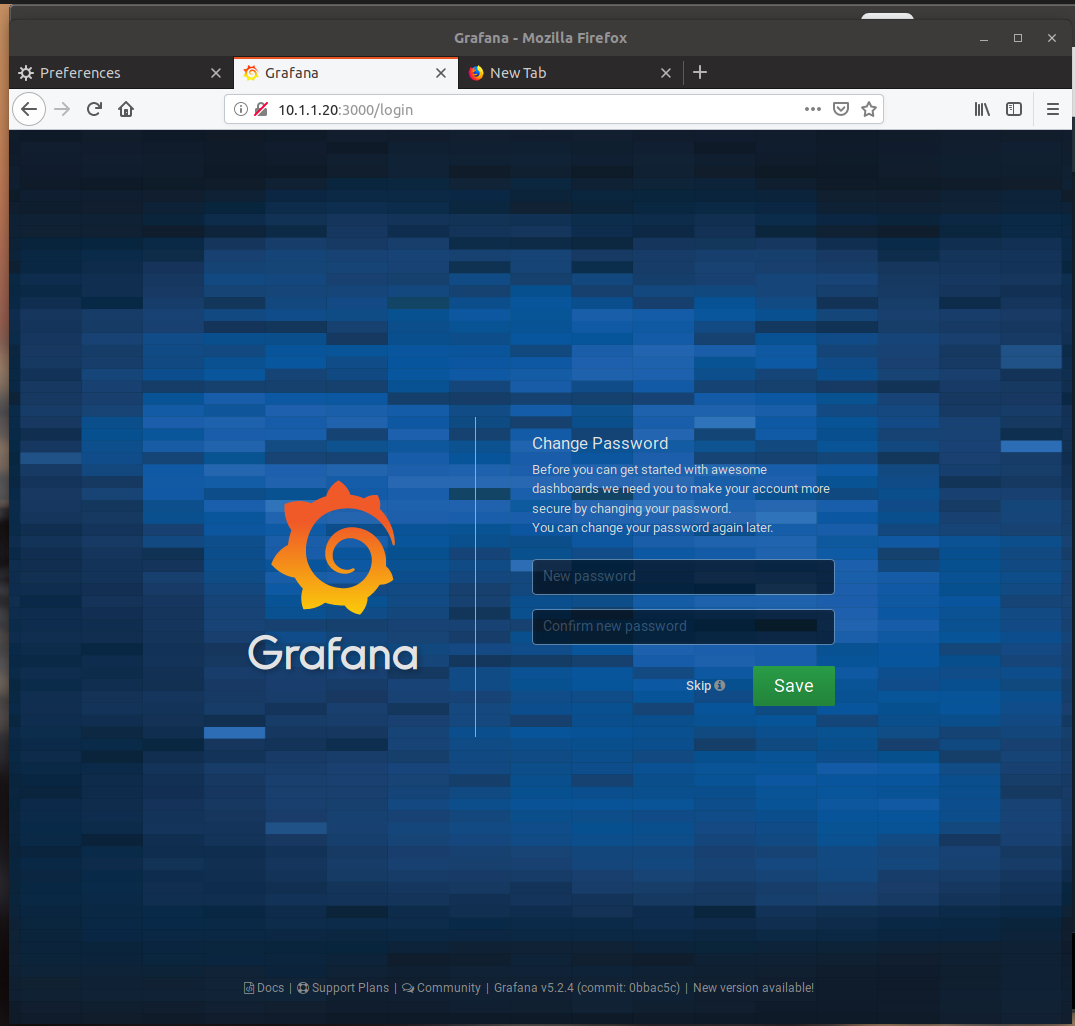 Grafana - Mozilla Firefox
Preferences
Grafana
New Tab
10.1.1.20:3000/login
Change Password
Before you can get started with awesome
dashboards we need you to make your account more
secure by changing your password.
You can change your password again later.
New password
Confirm new password
Skip
Save
Grafana
Docs | Support Plans | Community | Grafana v5.2.4 (commit: 0bbac5c) | New version available!